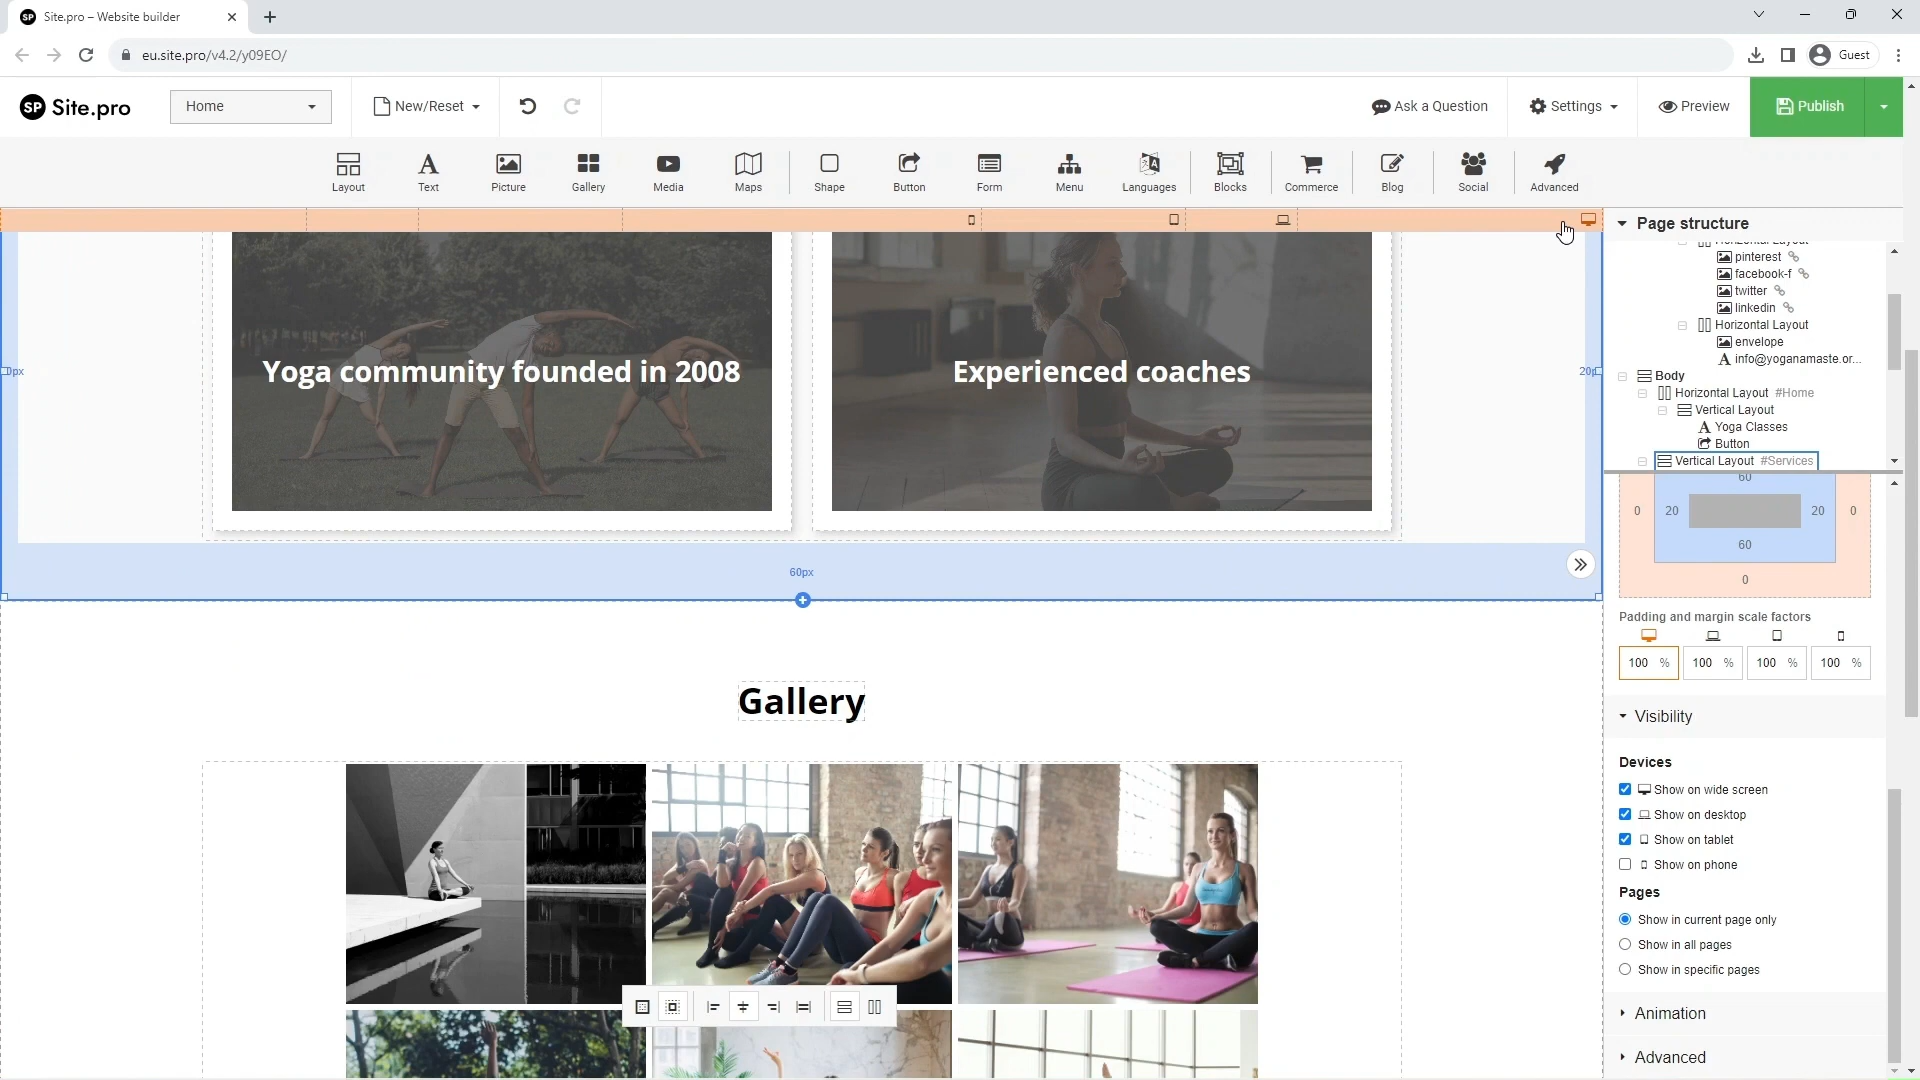 Site.pro – Website builder
eu.site.pro/v4.2/y09EO/
Guest
SP Site.pro
Home
New/Reset
Ask a Question
Settings
Preview
Publish
Layout
Text
Picture
Gallery
Media
Maps
Shape
Button
Form
Menu
Languages
Blocks
Commerce
Blog
Social
Advanced
Page structure
Horizontal Layout
pinterest
facebook-f
twitter
linkedin
Horizontal Layout
envelope
info@yoganamaste.or...
Body
Horizontal Layout #Home
Vertical Layout
Yoga Classes
Button
Vertical Layout #Services
Yoga community founded in 2008
Experienced coaches
60px
Gallery
60
0 20 20 0
60
0
Padding and margin scale factors
100 % 100 % 100 % 100 %
Visibility
Devices
Show on wide screen
Show on desktop
Show on tablet
Show on phone
Pages
Show in current page only
Show in all pages
Show in specific pages
Animation
Advanced